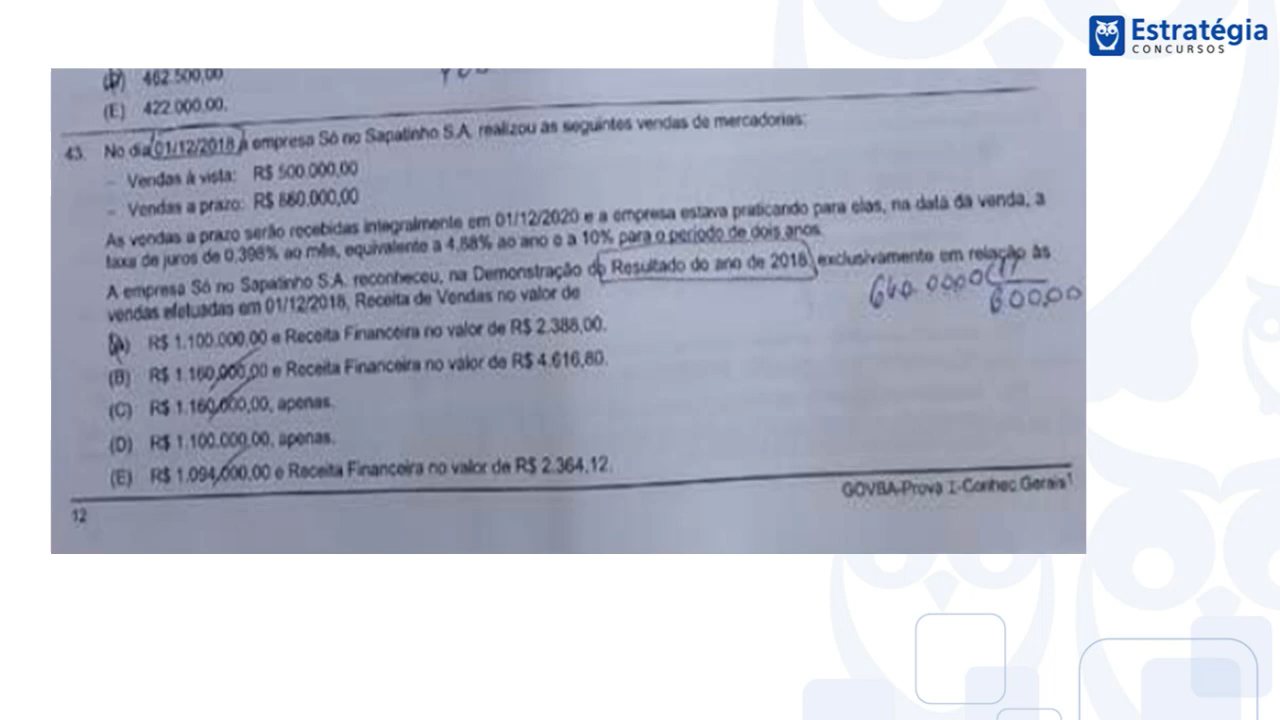 Estratégia
CONCURSOS
(D) 462.500,00
(E) 422.000,00.
43. No dia 01/12/2018 a empresa Só no Sapatinho S.A. realizou as seguintes vendas de mercadorias:
- Vendas à vista: R$ 500.000,00
- Vendas a prazo: R$ 660.000,00
As vendas a prazo serão recebidas integralmente em 01/12/2020 e a empresa estava praticando para elas, na data da venda, a
taxa de juros de 0,398% ao mês, equivalente a 4,88% ao ano e a 10% para o período de dois anos.
A empresa Só no Sapatinho S.A. reconheceu, na Demonstração do Resultado do ano de 2018, exclusivamente em relação às
vendas efetuadas em 01/12/2018, Receita de Vendas no valor de
(A) R$ 1.100.000,00 e Receita Financeira no valor de R$ 2.388,00.
(B) R$ 1.160.000,00 e Receita Financeira no valor de R$ 4.616,80.
(C) R$ 1.160.000,00, apenas.
(D) R$ 1.100.000,00, apenas.
(E) R$ 1.094.000,00 e Receita Financeira no valor de R$ 2.364,12.
12
GOVBA-Prova I-Conhec.Gerais¹